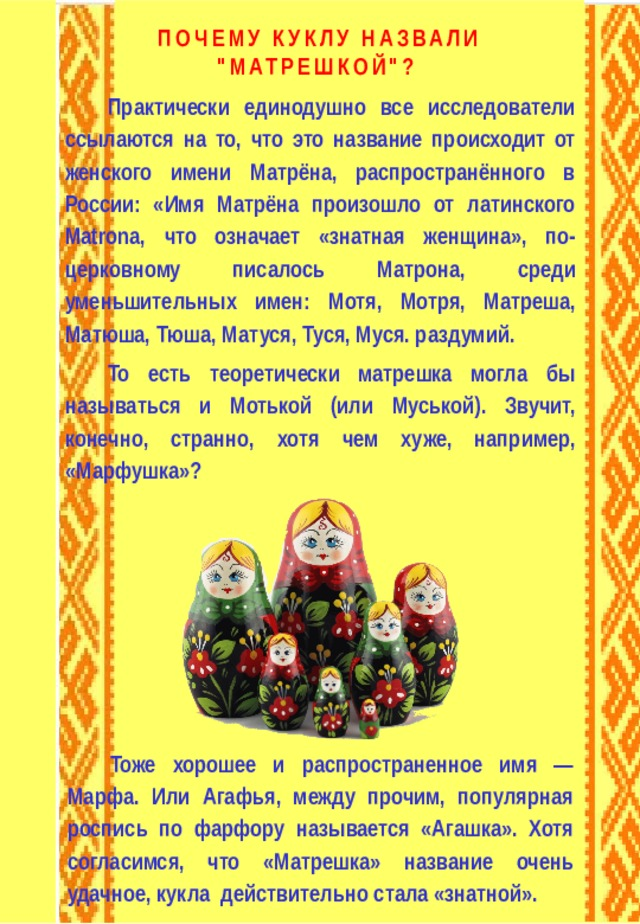 ПОЧЕМУ КУКЛУ НАЗВАЛИ
"МАТРЕШКОЙ"?
Практически единодушно все исследователи
ссылаются на то, что это название происходит от
женского имени Матрёна, распространённого в
России: «Имя Матрёна произошло от латинского
Matrona, что означает «знатная женщина», по-
церковному писалось Матрона, среди
уменьшительных имен: Мотя, Мотря, Матреша,
Матюша, Тюша, Матуся, Туся, Муся. раздумий.
То есть теоретически матрешка могла бы
называться и Мотькой (или Муськой). Звучит,
конечно, странно, хотя чем хуже, например,
«Марфушка»?
Тоже хорошее и распространенное имя —
Марфа. Или Агафья, между прочим, популярная
роспись по фарфору называется «Агашка». Хотя
согласимся, что «Матрешка» название очень
удачное, кукла действительно стала «знатной».